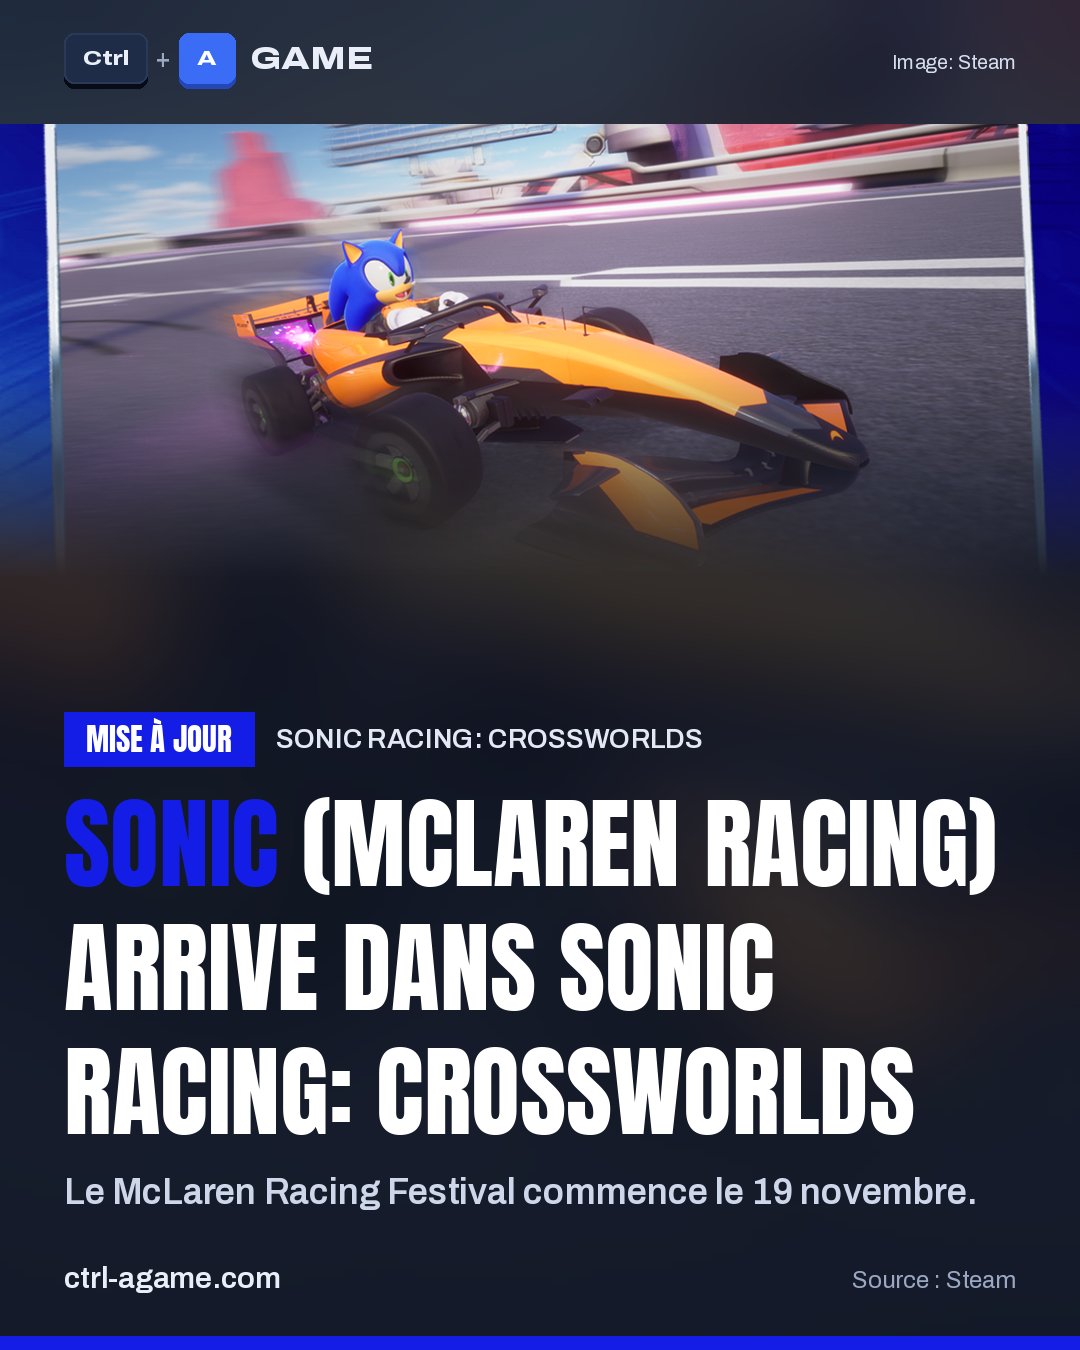 Ctrl + A GAME
Image: Steam
MISE À JOUR
SONIC RACING: CROSSWORLDS
SONIC (MCLAREN RACING)
ARRIVE DANS SONIC
RACING: CROSSWORLDS
Le McLaren Racing Festival commence le 19 novembre.
ctrl-agame.com
Source : Steam